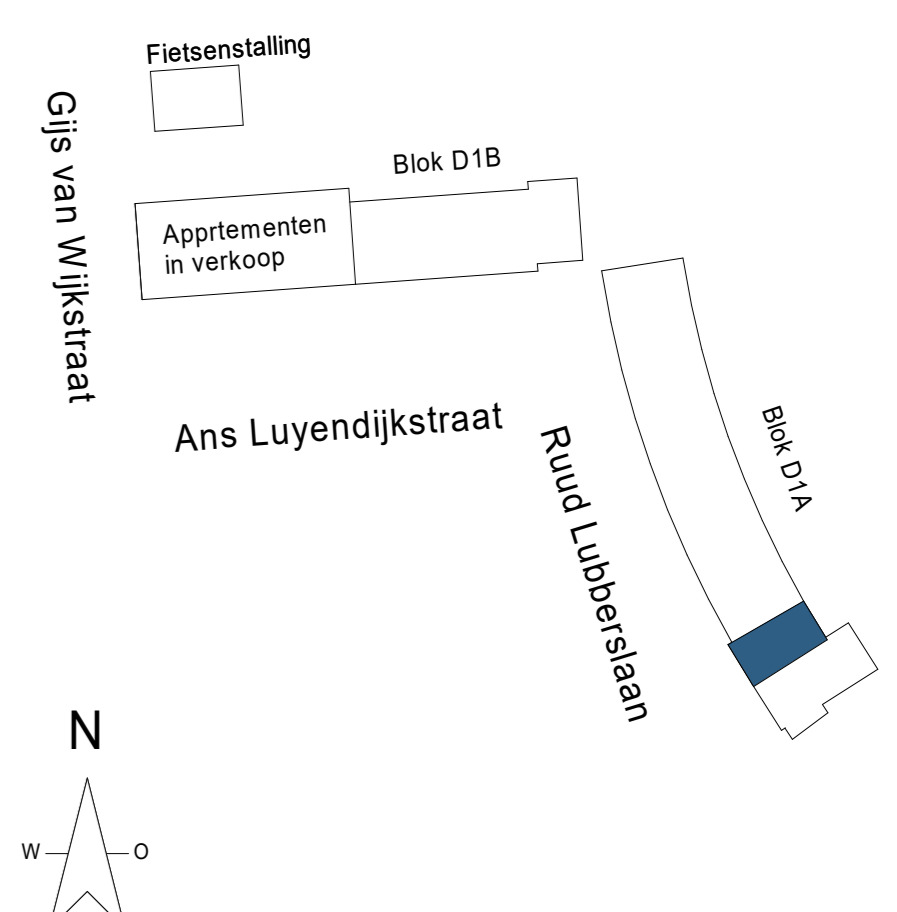 Fietsenstalling
Gijs van Wijkstraat
Blok D1B
Apprtementen
in verkoop
Ans Luyendijkstraat
Ruud Lubberslaan
Blok D1A
N
W
O